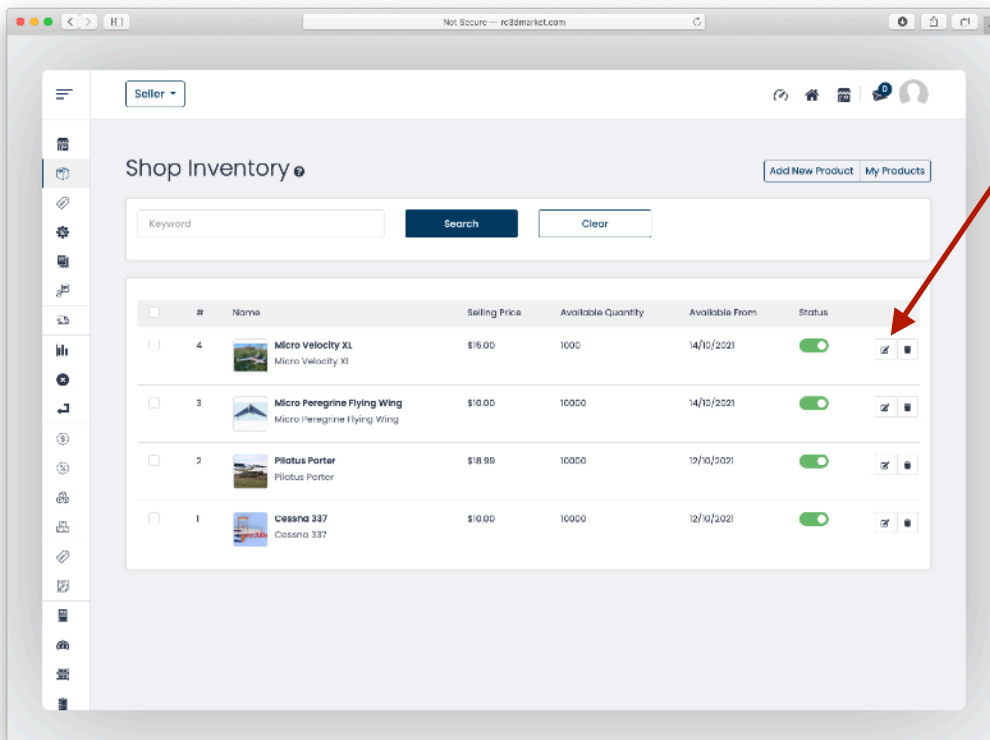 Not Secure — rc3dmarket.com
Seller
0
Shop Inventory
Add New Product My Products
Keyword Search Clear
# Name Selling Price Available Quantity Available From Status
4 Micro Velocity XL $15.00 1000 14/10/2021
Micro Velocity XL
3 Micro Peregrine Flying Wing $10.00 10000 14/10/2021
Micro Peregrine Flying Wing
2 Pilatus Porter $18.99 10000 12/10/2021
Pilatus Porter
1 Cessna 337 $10.00 10000 12/10/2021
Cessna 337